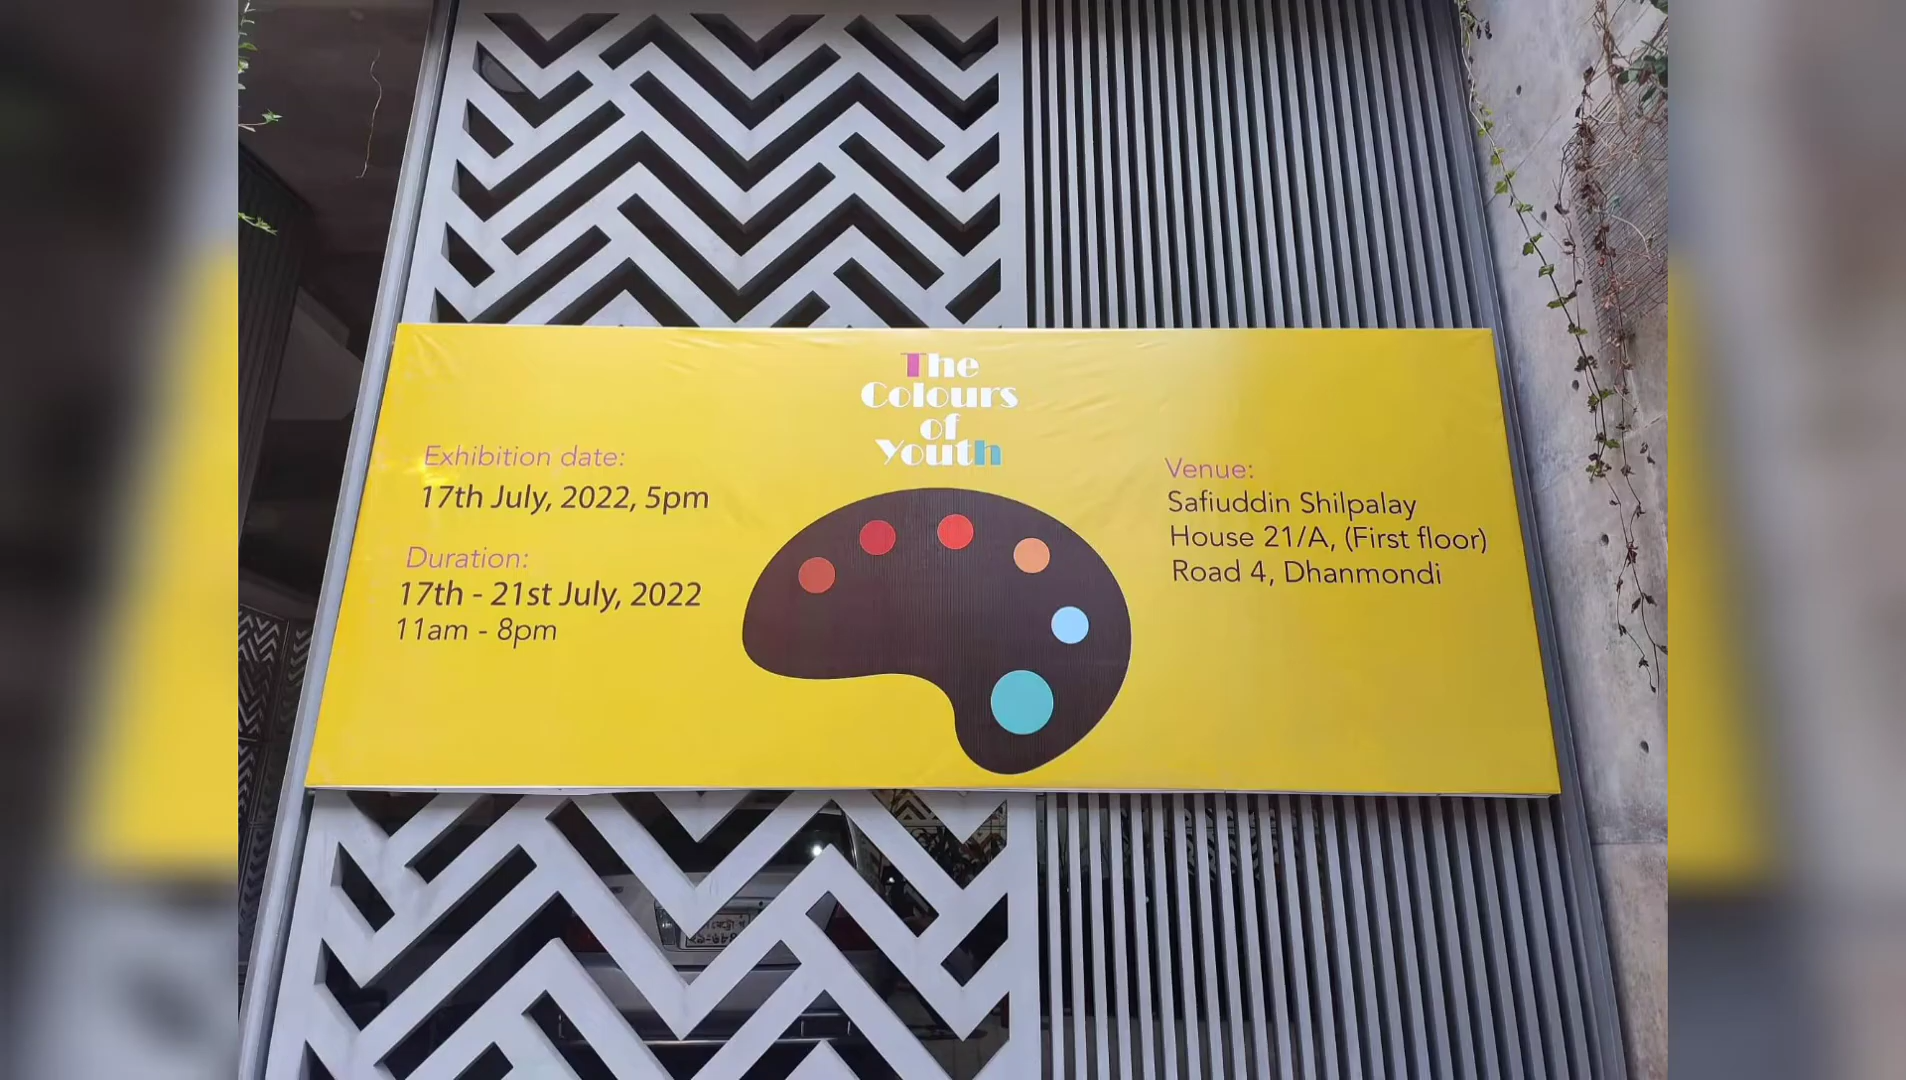 The
Colours
of
Youth
Exhibition date:
17th July, 2022, 5pm
Duration:
17th - 21st July, 2022
11am - 8pm
Venue:
Safiuddin Shilpalay
House 21/A, (First floor)
Road 4, Dhanmondi